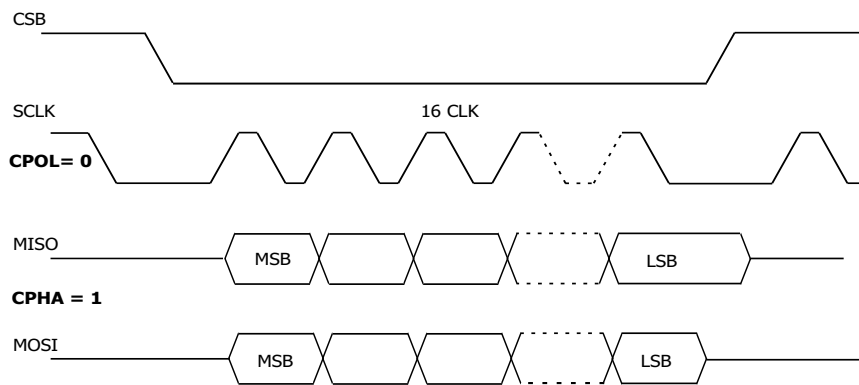 CSB
SCLK
16 CLK
CPOL= 0
MISO
MSB
LSB
CPHA = 1
MOSI
MSB
LSB